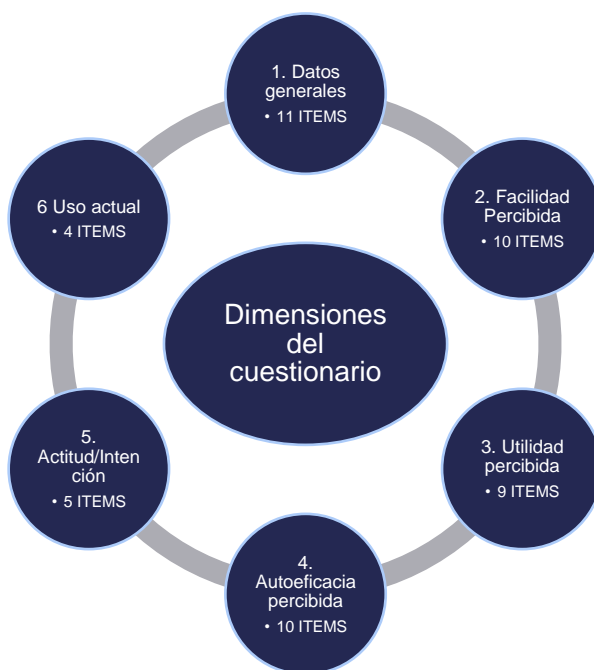 1. Datos
generales
• 11 ITEMS
2. Facilidad
Percibida
• 10 ITEMS
3. Utilidad
percibida
• 9 ITEMS
4.
Autoeficacia
percibida
• 10 ITEMS
5.
Actitud/Inten
ción
• 5 ITEMS
6 Uso actual
• 4 ITEMS
Dimensiones
del
cuestionario